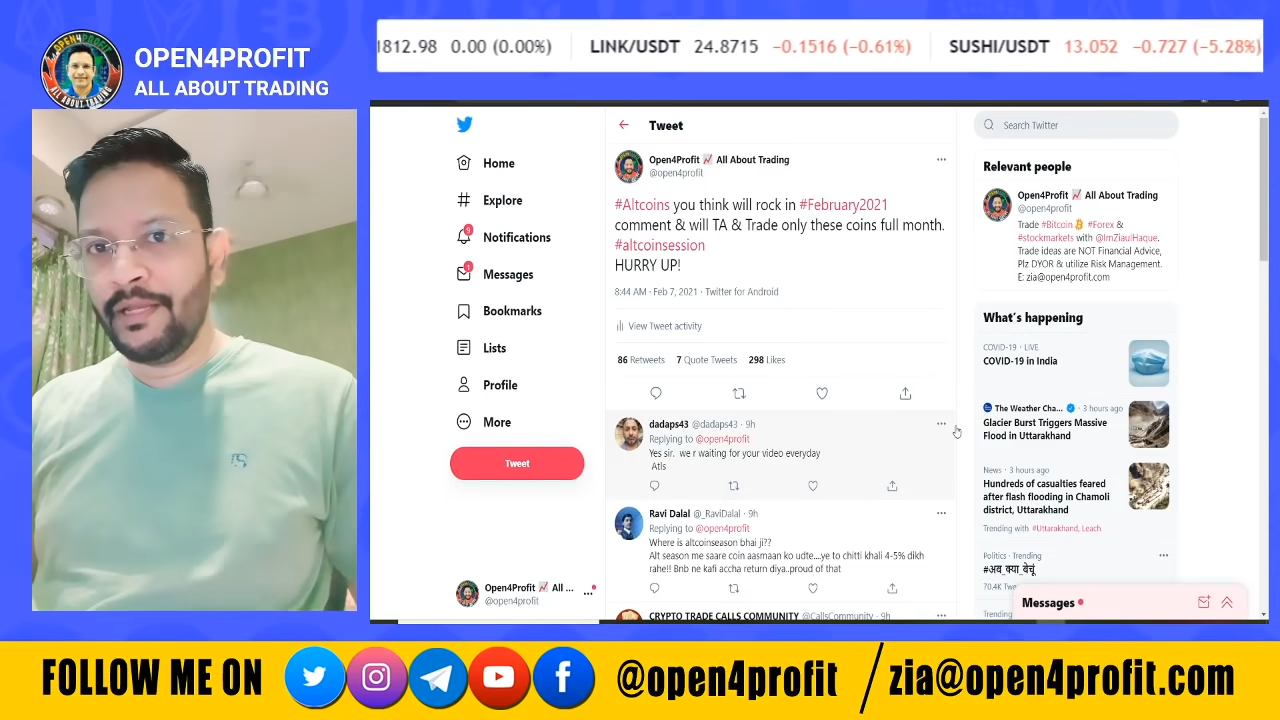 OPEN4PROFIT
ALL ABOUT TRADING
1812.98 0.00 (0.00%) LINK/USDT 24.8715 −0.1516 (−0.61%) SUSHI/USDT 13.052 −0.727 (−5.28%)
Home
Explore
9
Notifications
1
Messages
Bookmarks
Lists
Profile
More
Tweet
Open4Profit All ...
@open4profit
Tweet
Open4Profit All About Trading
@open4profit
#Altcoins you think will rock in #February2021
comment & will TA & Trade only these coins full month.
#altcoinsession
HURRY UP!
8:44 AM · Feb 7, 2021 · Twitter for Android
View Tweet activity
86 Retweets 7 Quote Tweets 298 Likes
dadaps43 @dadaps43 · 9h
Replying to @open4profit
Yes sir. we r waiting for your video everyday
Atls
Ravi Dalal @_RaviDalal · 9h
Replying to @open4profit
Where is altcoinseason bhai ji??
Alt season me saare coin aasmaan ko udte....ye to chitti khali 4-5% dikh
rahe!! Bnb ne kafi accha return diya..proud of that
CRYPTO TRADE CALLS COMMUNITY @CallsCommunity · 9h
Search Twitter
Relevant people
Open4Profit All About Trading
@open4profit
Trade #Bitcoin #Forex &
#stockmarkets with @ImZiaulHaque.
Trade ideas are NOT Financial Advice,
Plz DYOR & utilize Risk Management.
E: zia@open4profit.com
What's happening
COVID-19 · LIVE
COVID-19 in India
The Weather Cha... · 3 hours ago
Glacier Burst Triggers Massive
Flood in Uttarakhand
News · 3 hours ago
Hundreds of casualties feared
after flash flooding in Chamoli
district, Uttarakhand
Trending with #Uttarakhand, Leach
Politics · Trending
#अब_क्या_बेचूं
70.4K Twe
Trending
Messages
FOLLOW ME ON @open4profit / zia@open4profit.com